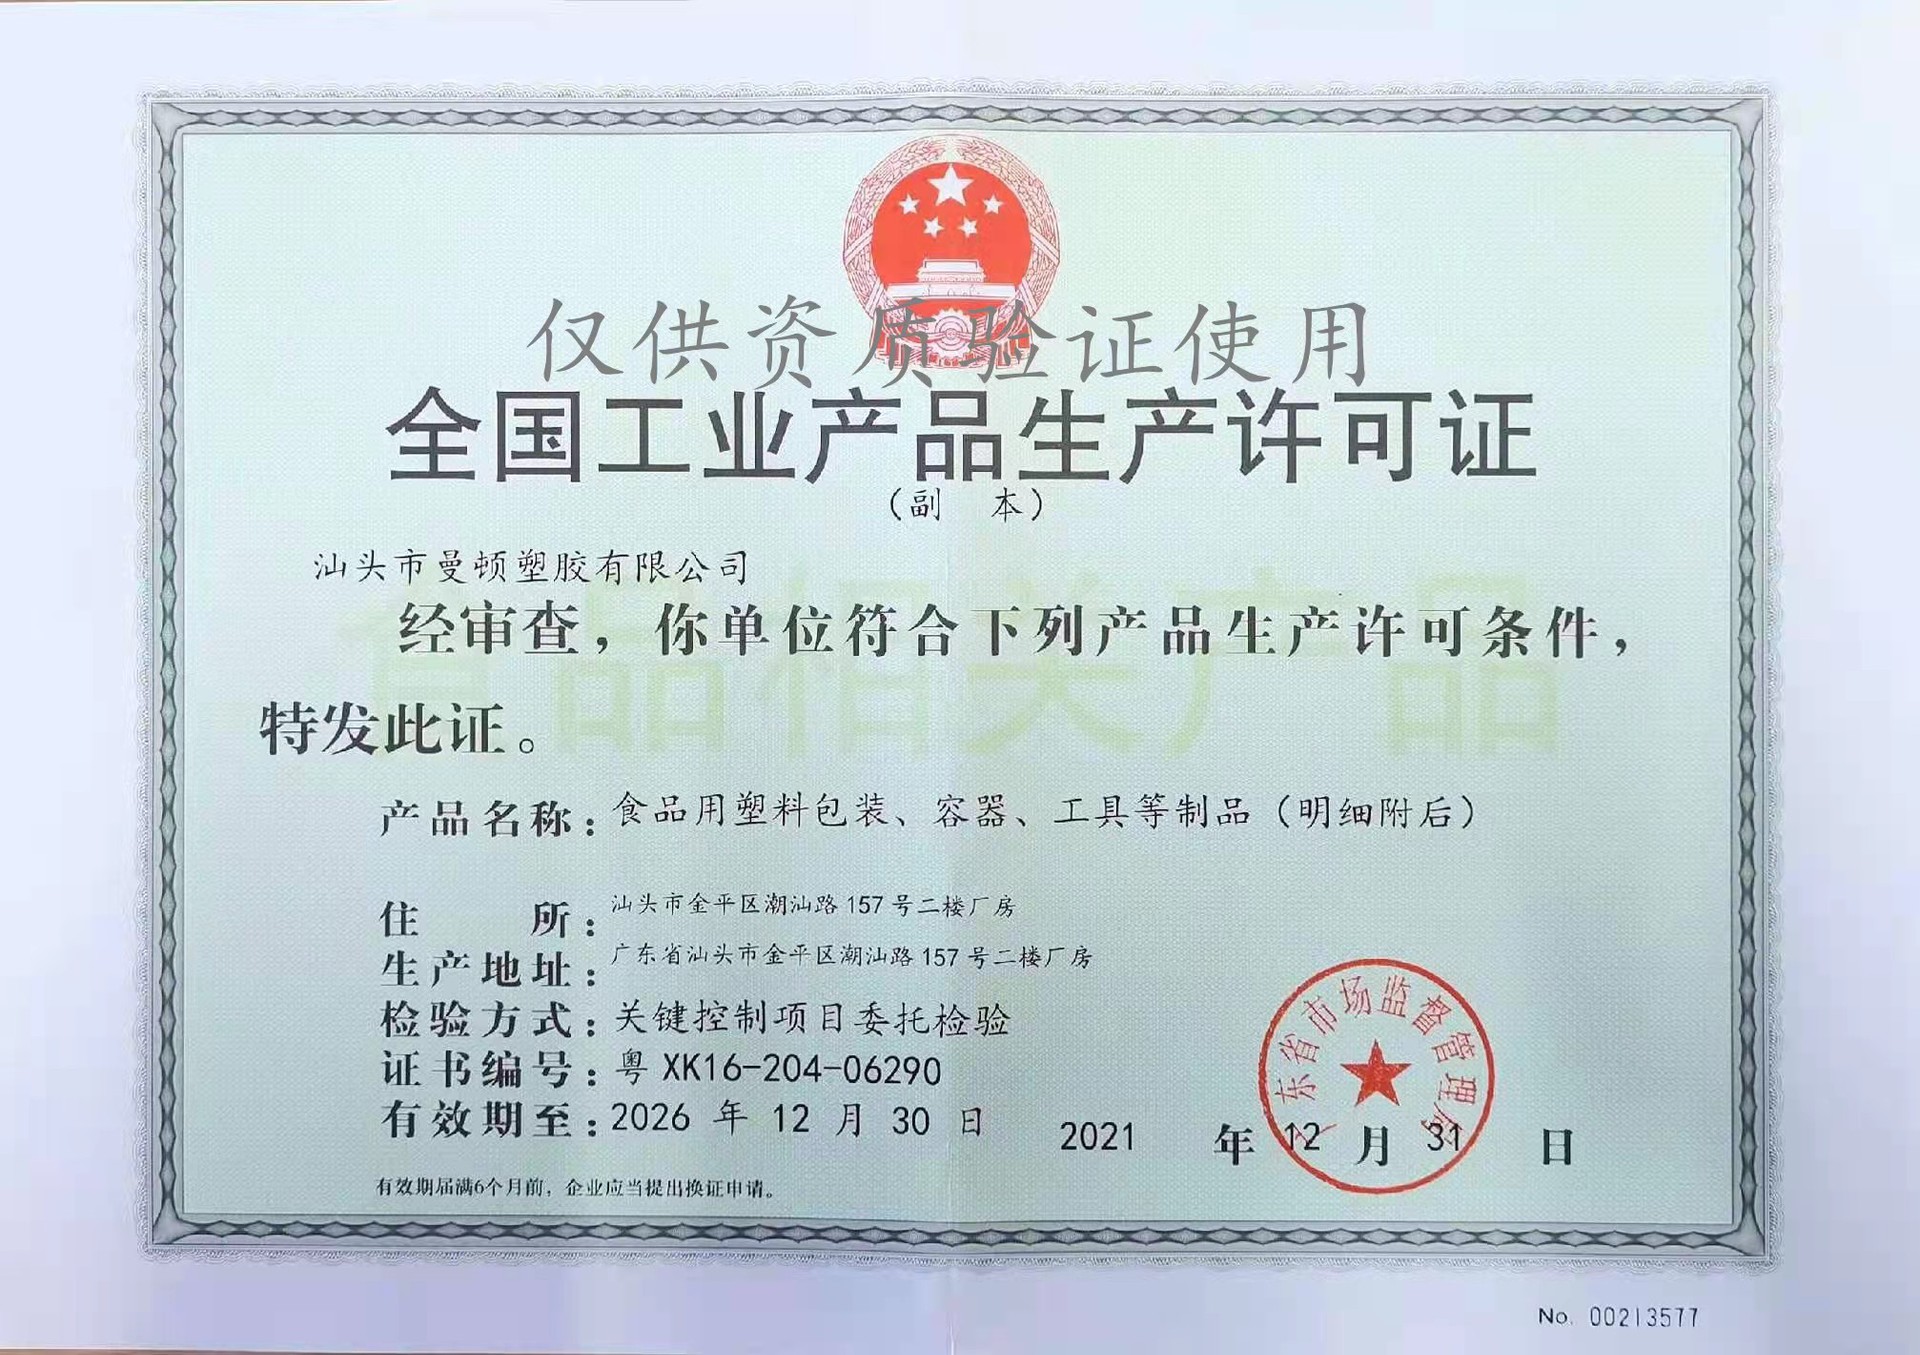 仅供资质验证使用
全国工业产品生产许可证
（副 本）
汕头市曼顿塑胶有限公司
食品相关产品
经审查，你单位符合下列产品生产许可条件，
特发此证。
产品名称：食品用塑料包装、容器、工具等制品（明细附后）
住 所：汕头市金平区潮汕路 157 号二楼厂房
生产地址：广东省汕头市金平区潮汕路 157 号二楼厂房
检验方式：关键控制项目委托检验
证书编号：粤 XK16-204-06290
有效期至：2026 年 12 月 30 日
广东省市场监督管理局
2021 年 12 月 31 日
有效期届满6个月前，企业应当提出换证申请。
No. 00213577